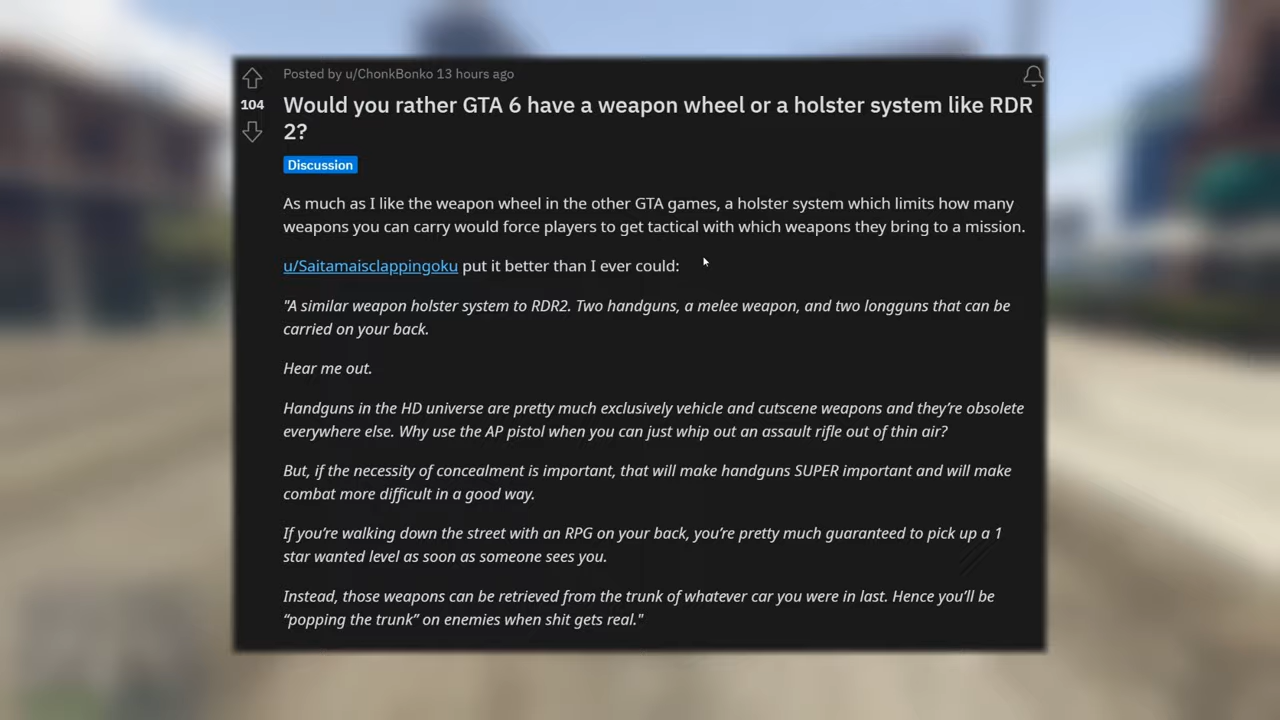 Posted by u/ChonkBonko 13 hours ago
104
Would you rather GTA 6 have a weapon wheel or a holster system like RDR
2?
Discussion
As much as I like the weapon wheel in the other GTA games, a holster system which limits how many
weapons you can carry would force players to get tactical with which weapons they bring to a mission.
u/Saitamaisclappingoku put it better than I ever could:
"A similar weapon holster system to RDR2. Two handguns, a melee weapon, and two longguns that can be
carried on your back.
Hear me out.
Handguns in the HD universe are pretty much exclusively vehicle and cutscene weapons and they're obsolete
everywhere else. Why use the AP pistol when you can just whip out an assault rifle out of thin air?
But, if the necessity of concealment is important, that will make handguns SUPER important and will make
combat more difficult in a good way.
If you're walking down the street with an RPG on your back, you're pretty much guaranteed to pick up a 1
star wanted level as soon as someone sees you.
Instead, those weapons can be retrieved from the trunk of whatever car you were in last. Hence you'll be
“popping the trunk” on enemies when shit gets real."